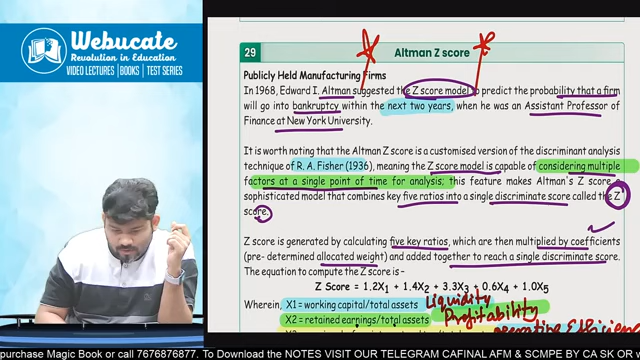 Webucate
Revolution in Education
VIDEO LECTURES | BOOKS | TEST SERIES
29
Altman Z score
Publicly Held Manufacturing Firms
In 1968, Edward I. Altman suggested the Z score model to predict the probability that a firm
will go into bankruptcy within the next two years, when he was an Assistant Professor of
Finance at New York University.
It is worth noting that the Altman Z score is a customised version of the discriminant analysis
technique of R. A. Fisher (1936), meaning the Z score model is capable of considering multiple
factors at a single point of time for analysis; this feature makes Altman's Z score
sophisticated model that combines key five ratios into a single discriminate score called the 'Z'
score.
Z score is generated by calculating five key ratios, which are then multiplied by coefficients
(pre-determined allocated weight) and added together to reach a single discriminate score.
The equation to compute the Z score is -
Z Score = 1.2X1 + 1.4X2 + 3.3X3 + 0.6X4 + 1.0X5
Wherein, X1 = working capital/total assets Liquidity
X2 = retained earnings/total assets Profitability
purchase Magic Book on Call 7676876877. To Download the NOTES VISIT OUR TELEGRAM CAFINAL AFM & SCMPE BY CA SK OR